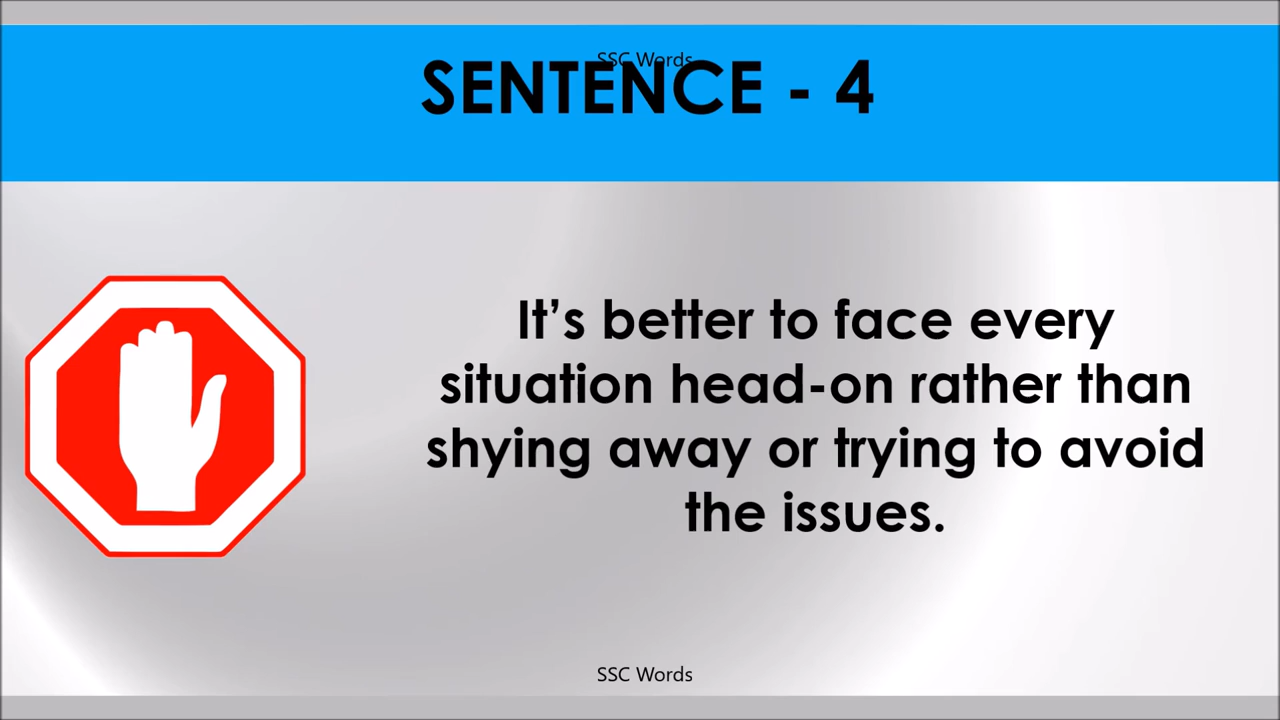 SSC Words
SENTENCE - 4
It’s better to face every
situation head-on rather than
shying away or trying to avoid
the issues.
SSC Words